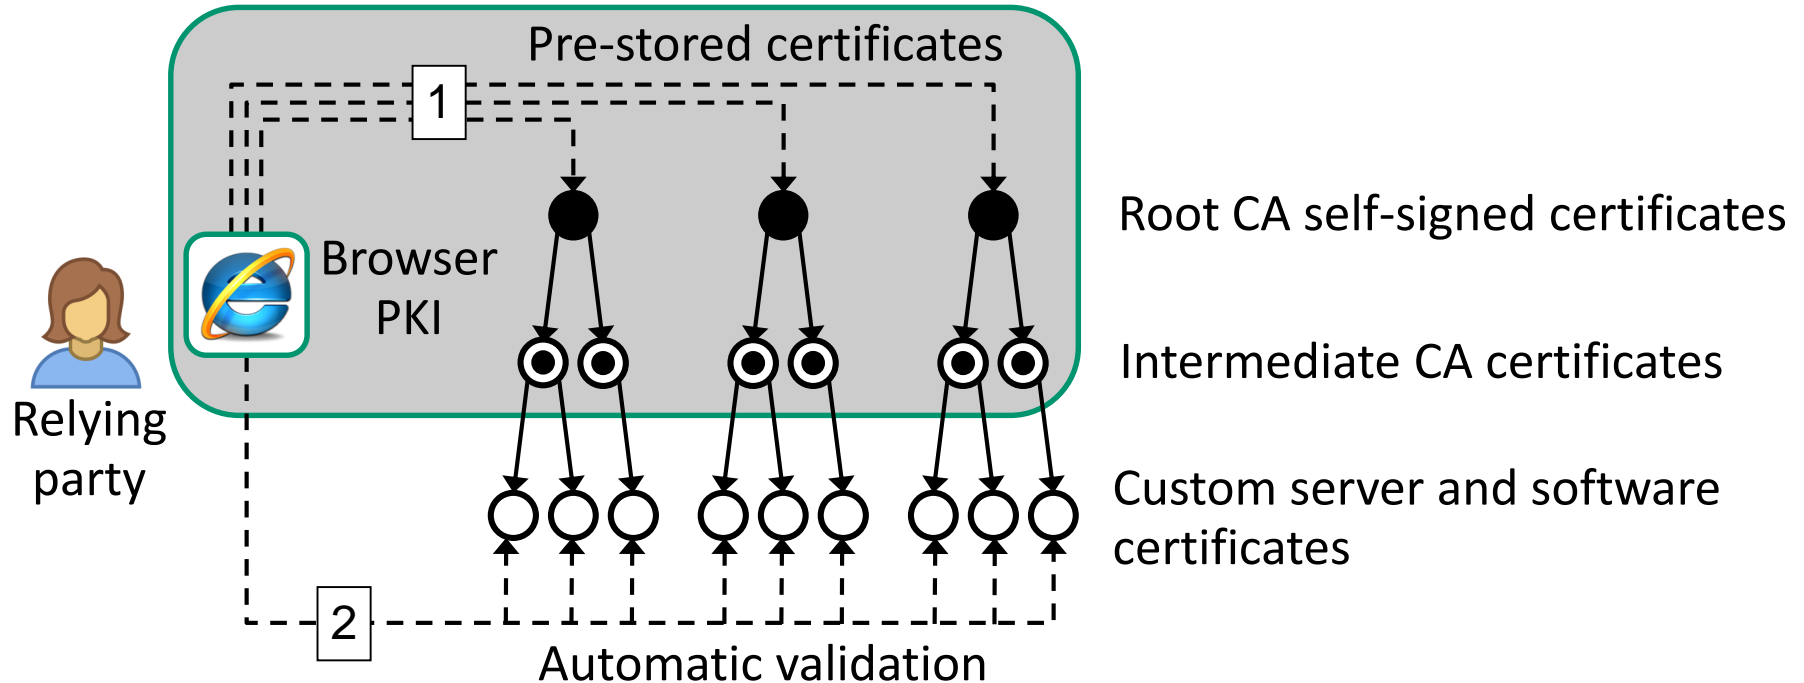 Pre-stored certificates
1
Root CA self-signed certificates
Browser
PKI
Intermediate CA certificates
Relying
party
Custom server and software
certificates
2
Automatic validation